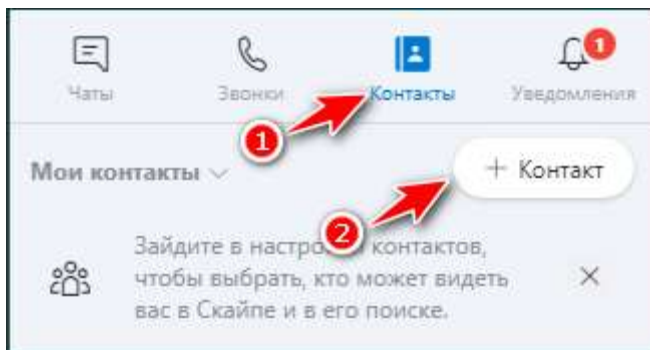 1
Чаты Звонки Контакты Уведомления
1
Мои контакты + Контакт
2
Зайдите в контактов,
чтобы выбрать, кто может видеть
вас в Скайпе и в его поиске.